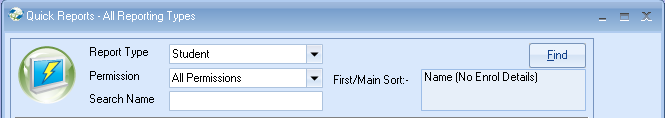 Quick Reports - All Reporting Types
Report Type Student Find
Permission All Permissions First/Main Sort:- Name (No Enrol Details)
Search Name